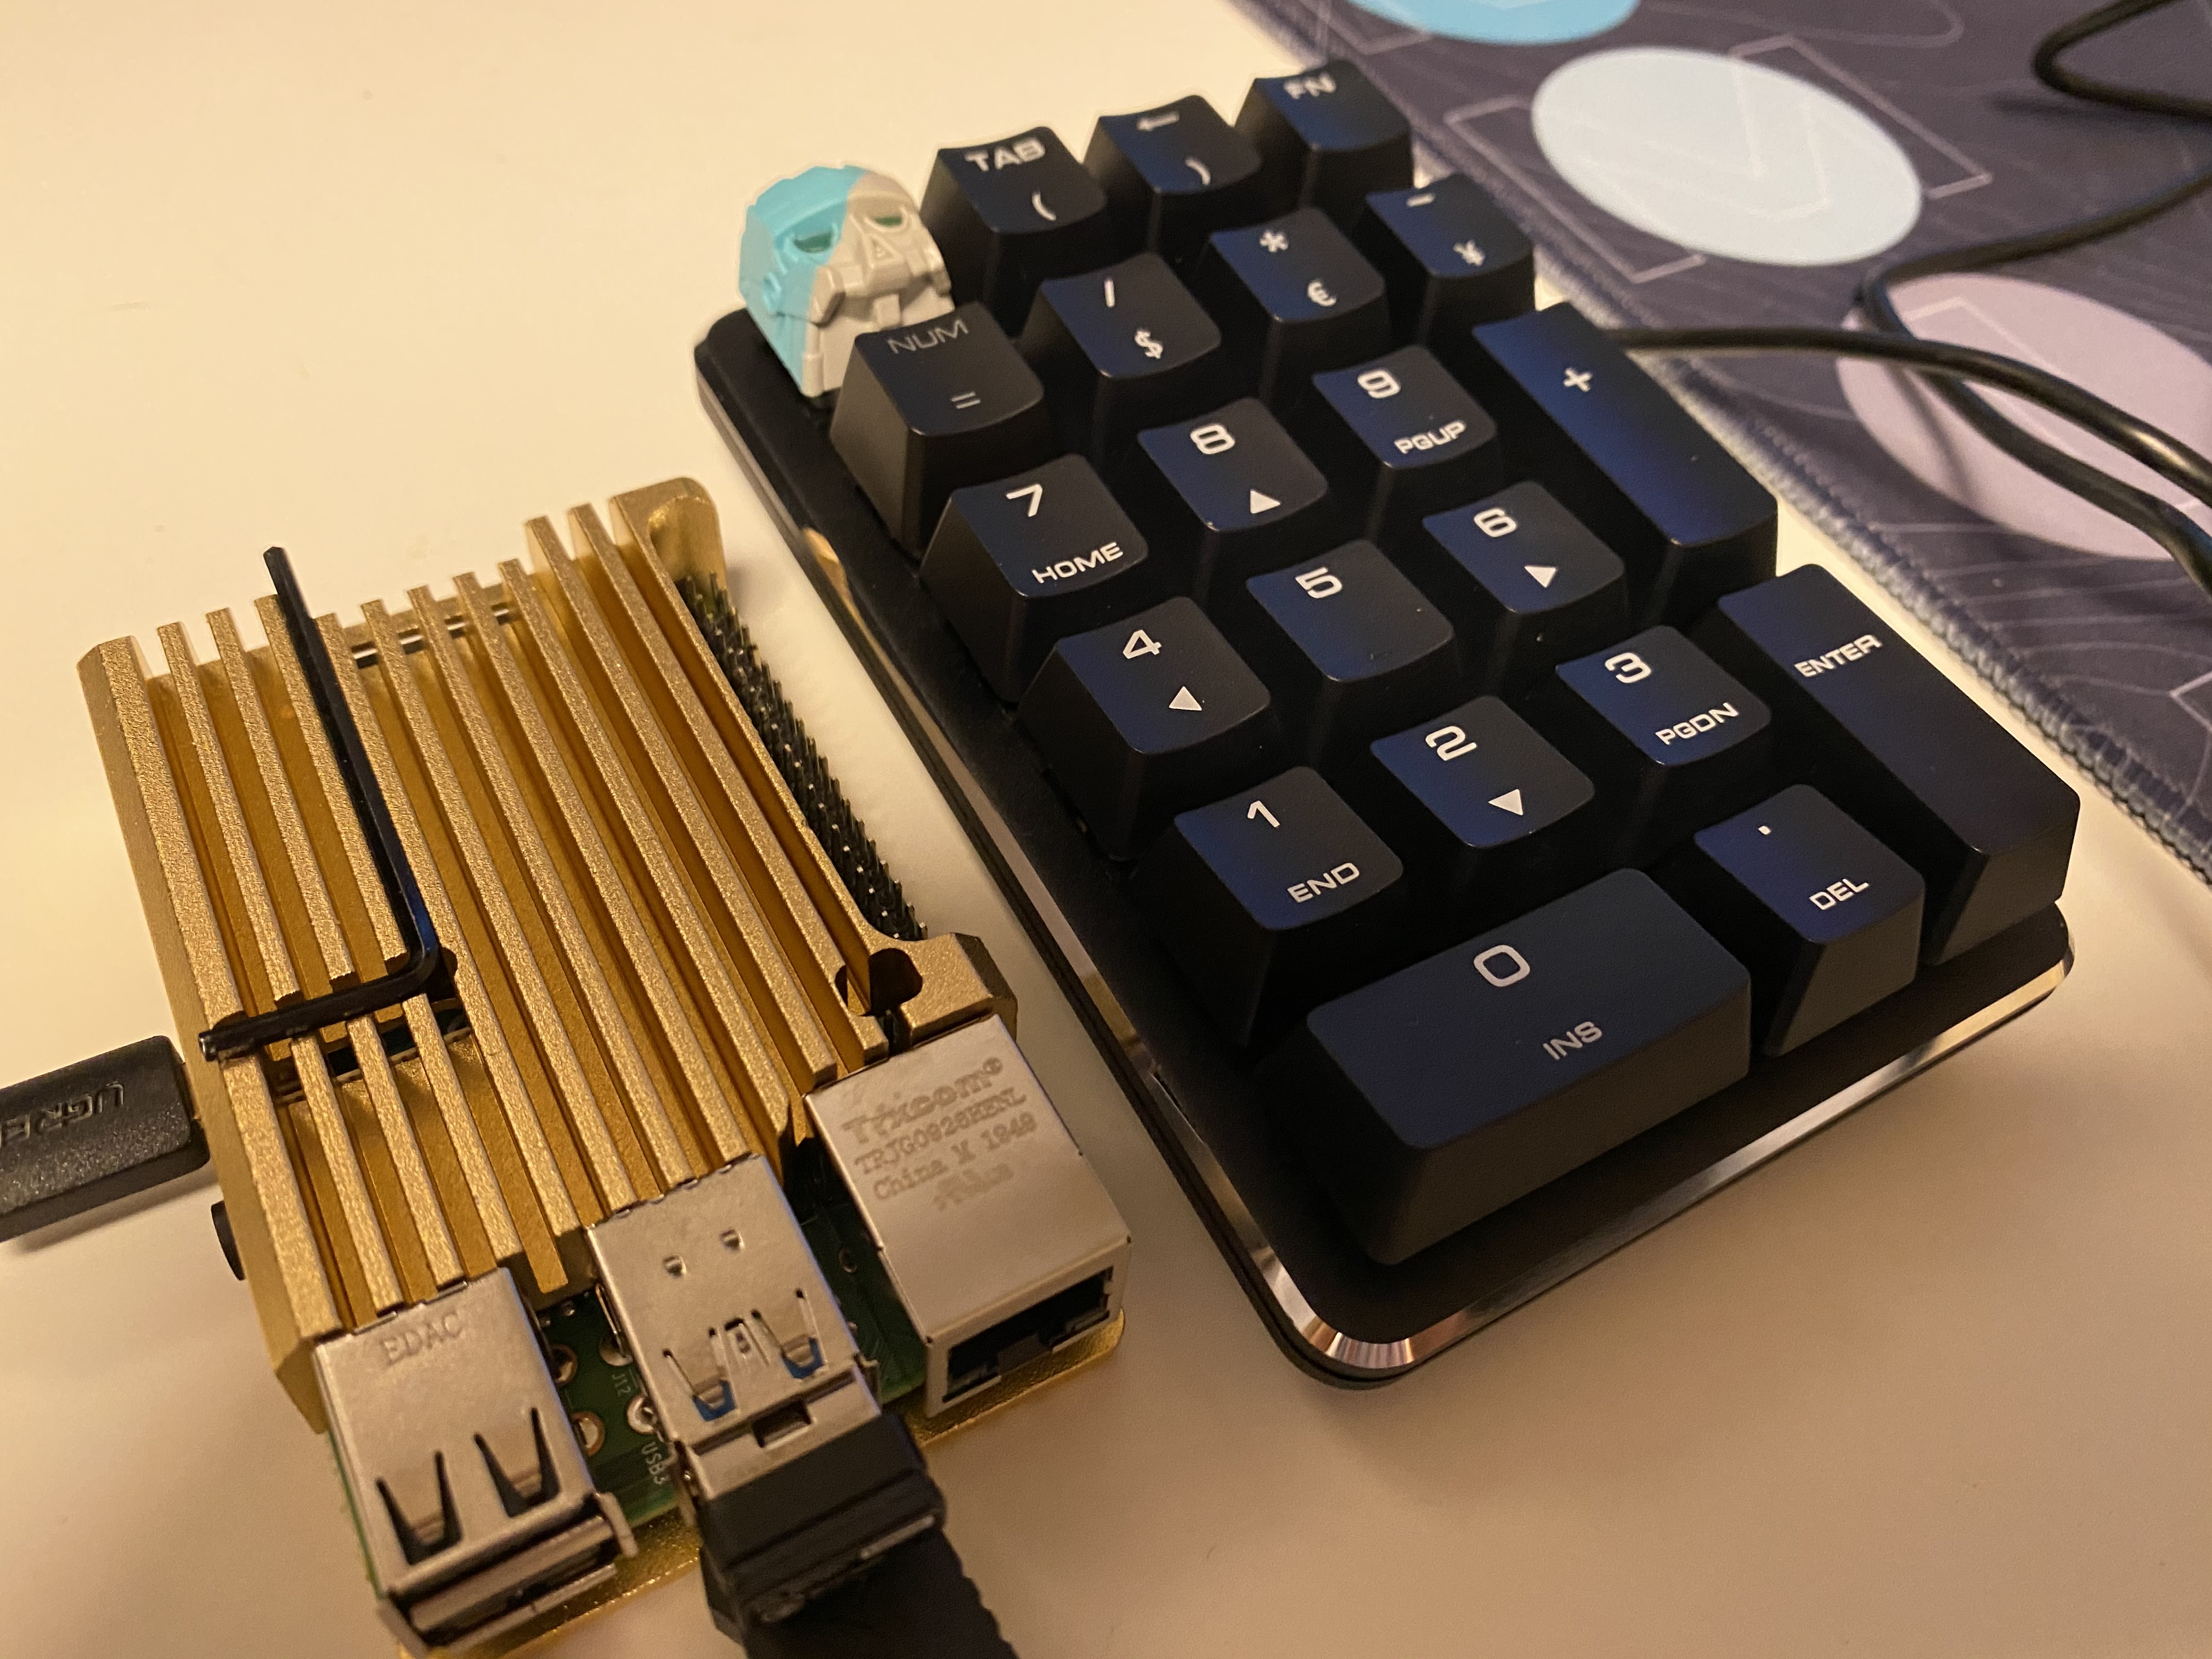 TAB
(
←
)
FN
NUM
=
/
$
*
€
-
¥
7
HOME
8
▲
9
PGUP
+
4
◀
5
6
▶
1
END
2
▼
3
PGDN
ENTER
0
INS
.
DEL
UGREE
Trxcom®
TRJG0926HENL
China M 1949
EDAC
J12
USB3